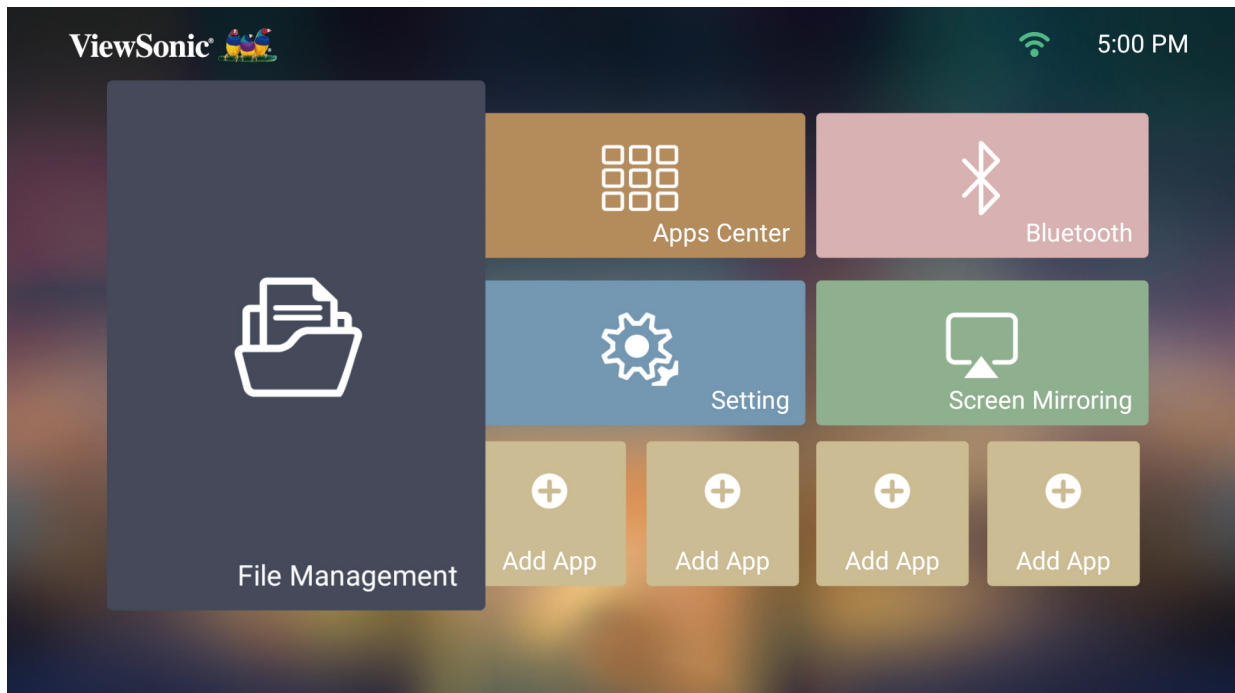 ViewSonic®
5:00 PM
Apps Center
Bluetooth
Setting
Screen Mirroring
File Management
Add App
Add App
Add App
Add App